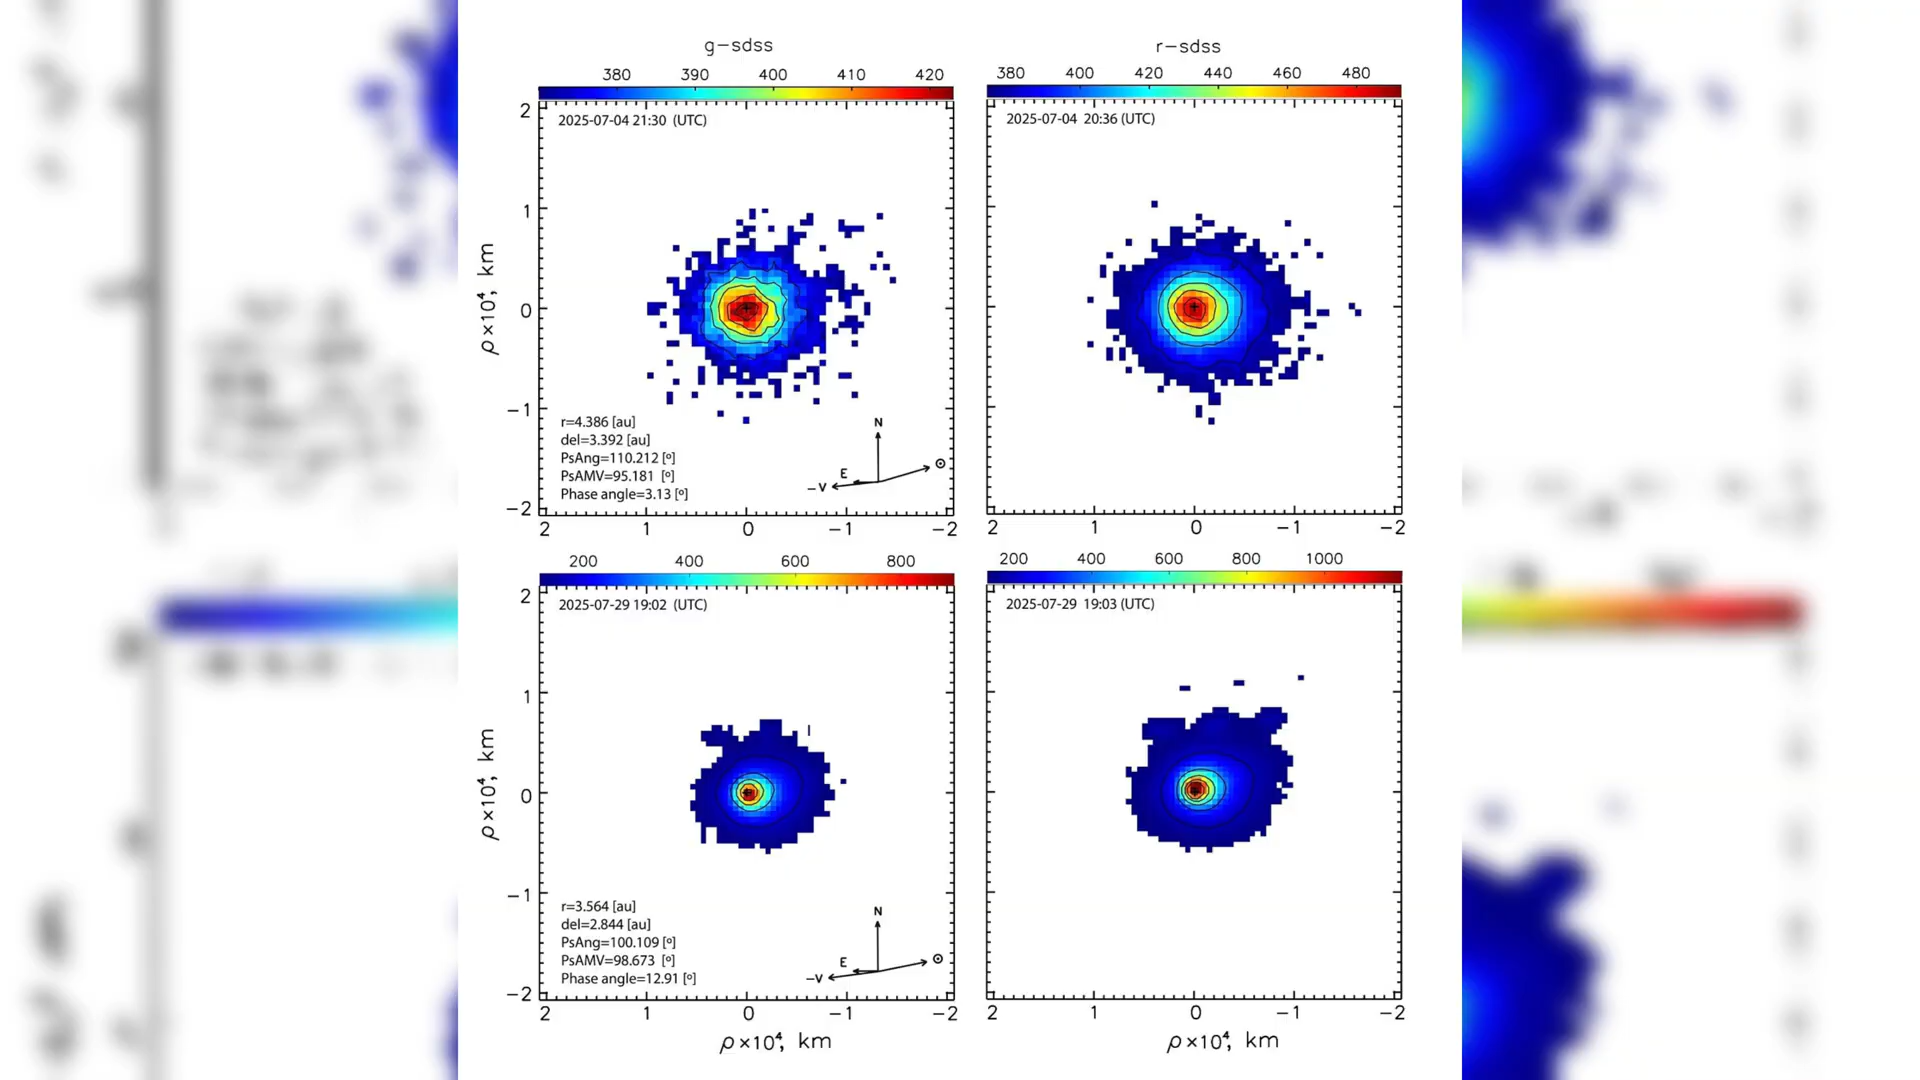 g-sdss
380 390 400 410 420
2025-07-04 21:30 (UTC)
2
1
0
−1
−2
ρ×10⁴, km
r=4.386 [au]
del=3.392 [au]
PsAng=110.212 [º]
PsAMV=95.181 [º]
Phase angle=3.13 [º]
N
E
−V
2 1 0 −1 −2
r-sdss
380 400 420 440 460 480
2025-07-04 20:36 (UTC)
2 1 0 −1 −2
200 400 600 800
2025-07-29 19:02 (UTC)
2
1
0
−1
−2
ρ×10⁴, km
r=3.564 [au]
del=2.844 [au]
PsAng=100.109 [º]
PsAMV=98.673 [º]
Phase angle=12.91 [º]
N
E
−V
2 1 0 −1 −2
ρ×10⁴, km
200 400 600 800 1000
2025-07-29 19:03 (UTC)
2 1 0 −1 −2
ρ×10⁴, km